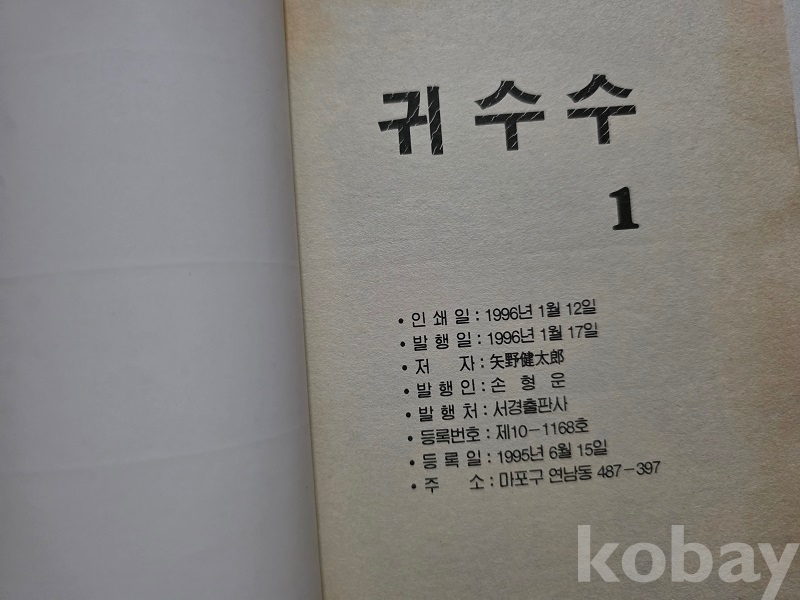 귀수수
1
• 인 쇄 일 : 1996년 1월 12일
• 발 행 일 : 1996년 1월 17일
• 저 자 : 矢野健太郎
• 발 행 인 : 손 형 운
• 발 행 처 : 서경출판사
• 등록번호 : 제10-1168호
• 등 록 일 : 1995년 6월 15일
• 주 소 : 마포구 연남동 487-397
kobay